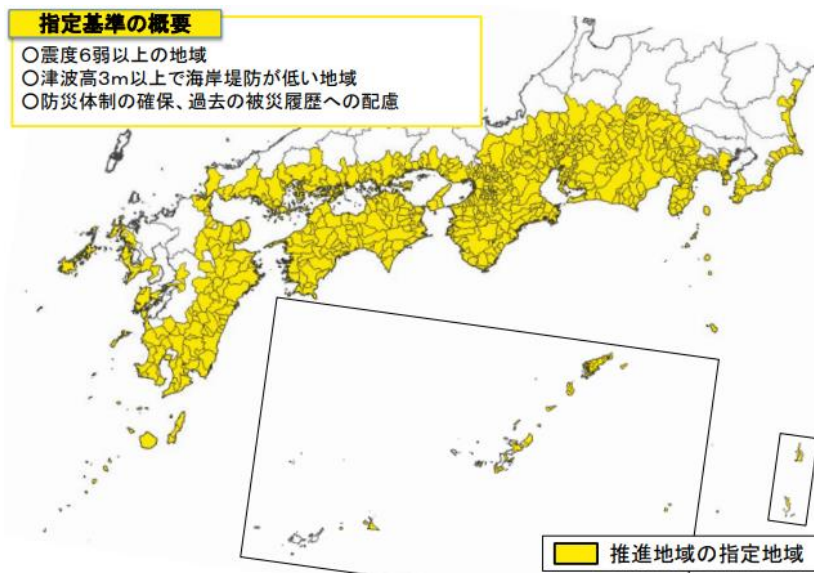 指定基準の概要
○震度6弱以上の地域
○津波高3m以上で海岸堤防が低い地域
○防災体制の確保、過去の被災履歴への配慮
推進地域の指定地域